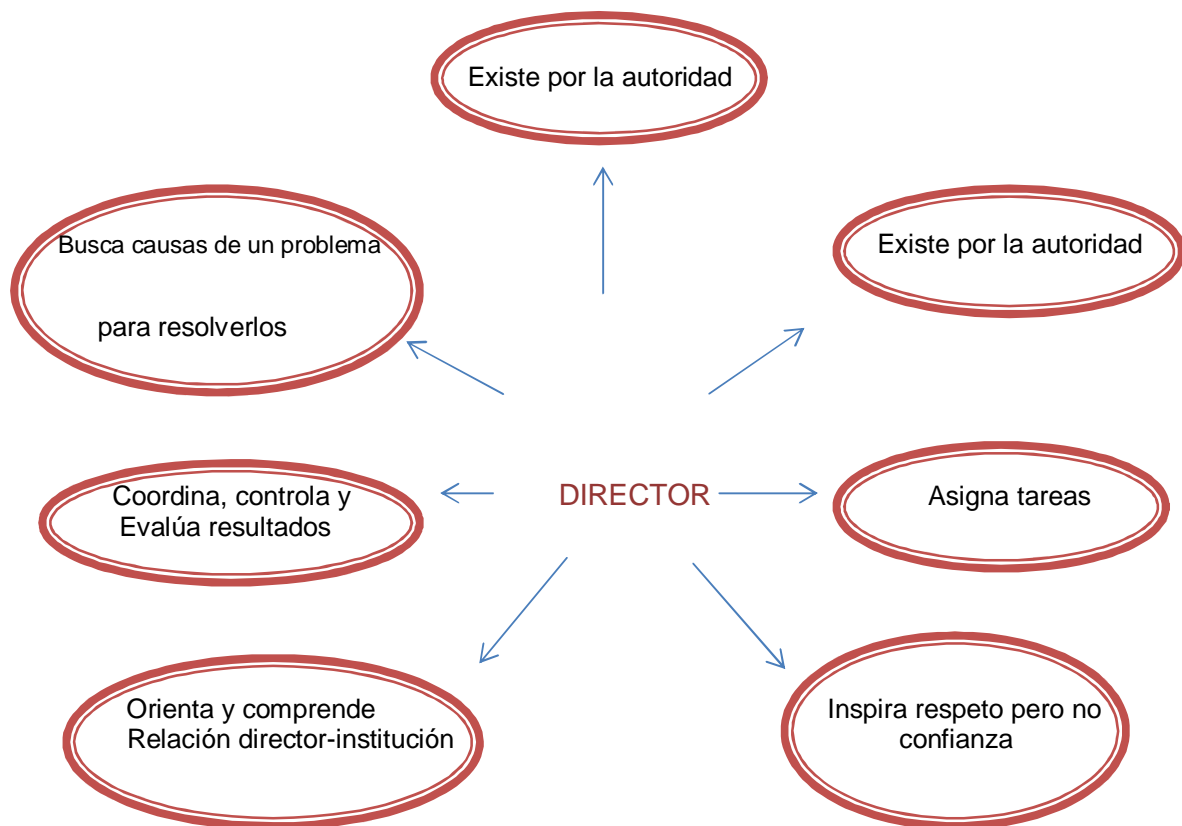 Existe por la autoridad
Busca causas de un problema
para resolverlos
Existe por la autoridad
Coordina, controla y
Evalúa resultados
DIRECTOR
Asigna tareas
Orienta y comprende
Relación director-institución
Inspira respeto pero no
confianza